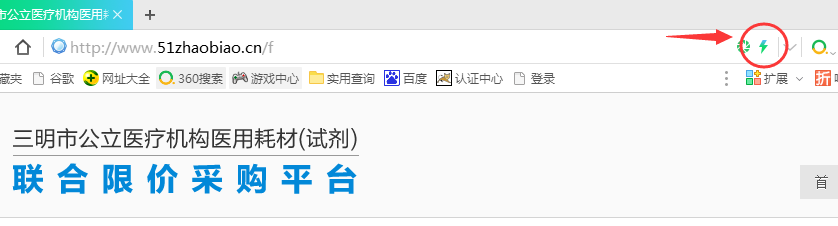 市公立医疗机构医用耗
http://www.51zhaobiao.cn/f
藏夹 谷歌 网址大全 360搜索 游戏中心 实用查询 百度 认证中心 登录 扩展 折
三明市公立医疗机构医用耗材(试剂)
联合限价采购平台
首